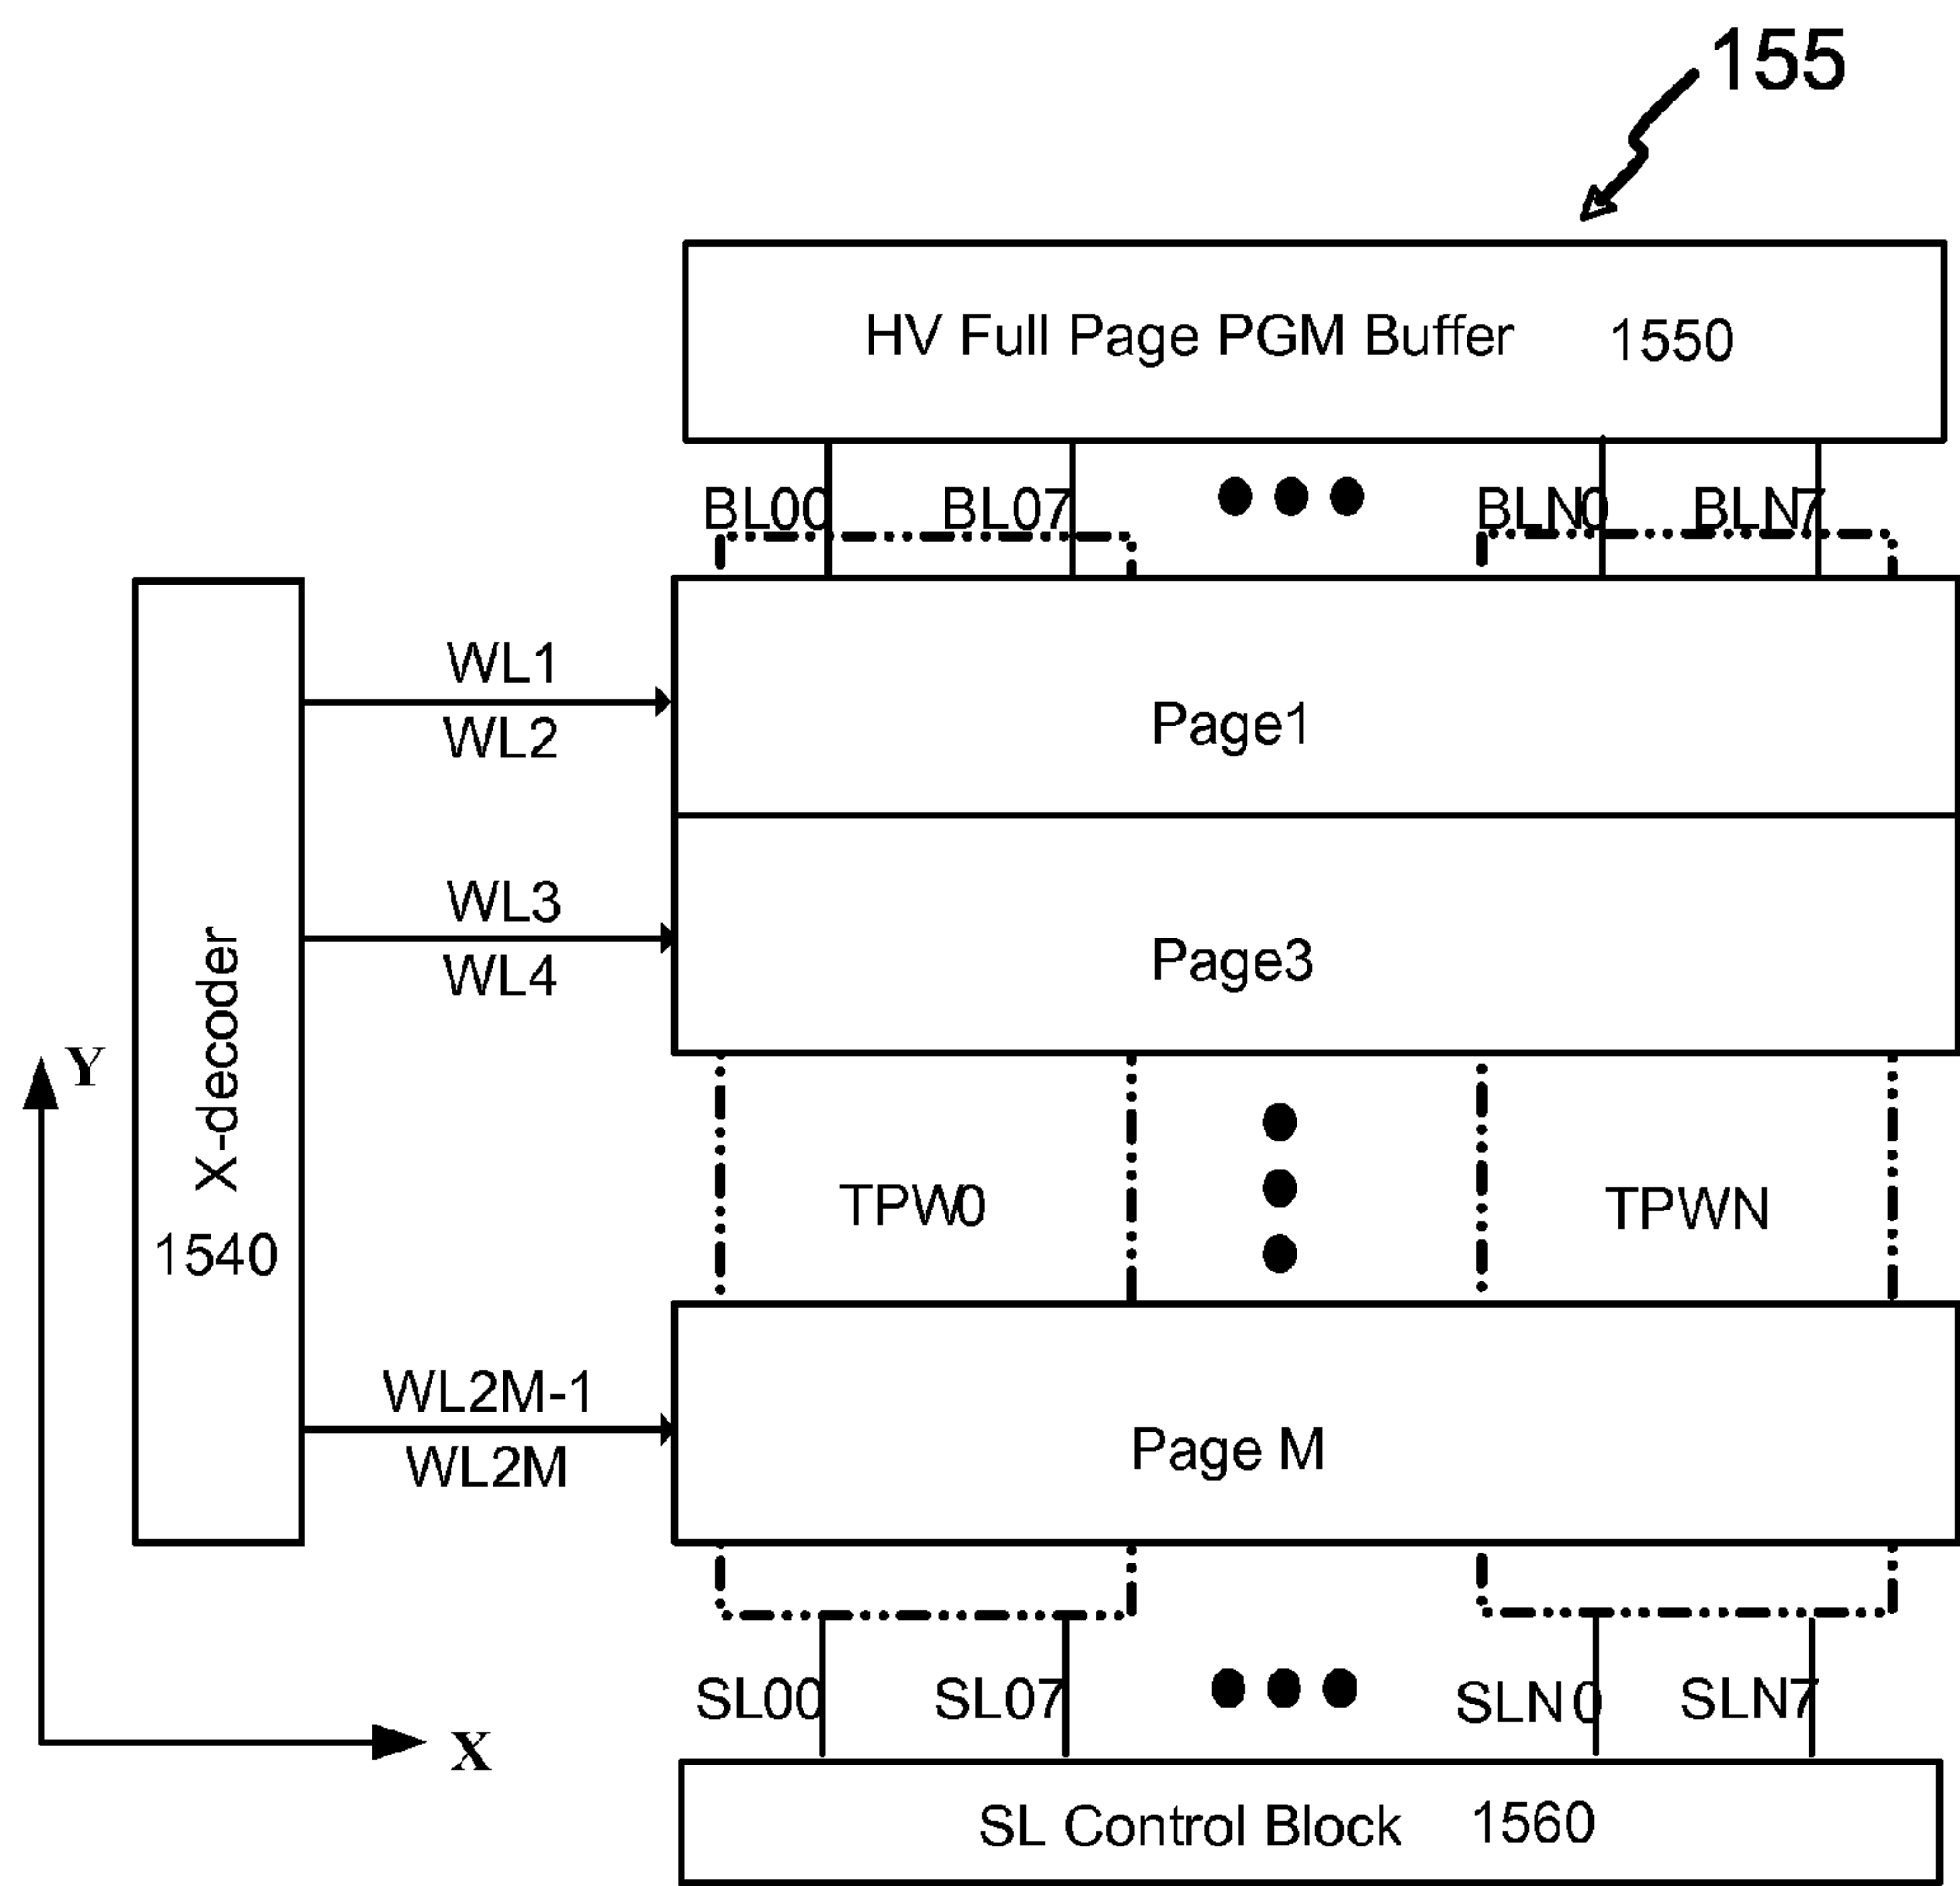 155
HV Full Page PGM Buffer 1550
BL00 BL07 BLN0 BLN7
WL1
WL2
Page1
WL3
WL4
Page3
Y
X-decoder
1540
TPW0 TPWN
WL2M-1
WL2M
Page M
SL00 SL07 SLN0 SLN7
X
SL Control Block 1560